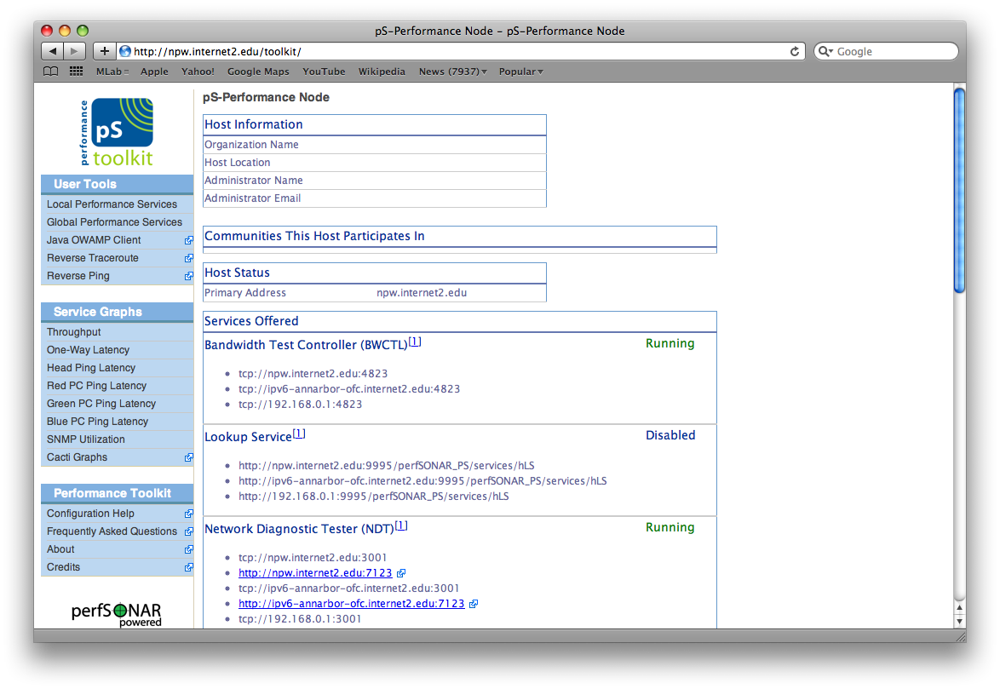 pS-Performance Node - pS-Performance Node
http://npw.internet2.edu/toolkit/
Google
MLab Apple Yahoo! Google Maps YouTube Wikipedia News (7937) Popular
performance
pS
toolkit
User Tools
Local Performance Services
Global Performance Services
Java OWAMP Client
Reverse Traceroute
Reverse Ping
Service Graphs
Throughput
One-Way Latency
Head Ping Latency
Red PC Ping Latency
Green PC Ping Latency
Blue PC Ping Latency
SNMP Utilization
Cacti Graphs
Performance Toolkit
Configuration Help
Frequently Asked Questions
About
Credits
perfSONAR
powered
pS-Performance Node
Host Information
Organization Name
Host Location
Administrator Name
Administrator Email
Communities This Host Participates In
Host Status
Primary Address npw.internet2.edu
Services Offered
Bandwidth Test Controller (BWCTL)[1] Running
• tcp://npw.internet2.edu:4823
• tcp://ipv6-annarbor-ofc.internet2.edu:4823
• tcp://192.168.0.1:4823
Lookup Service[1] Disabled
• http://npw.internet2.edu:9995/perfSONAR_PS/services/hLS
• http://ipv6-annarbor-ofc.internet2.edu:9995/perfSONAR_PS/services/hLS
• http://192.168.0.1:9995/perfSONAR_PS/services/hLS
Network Diagnostic Tester (NDT)[1] Running
• tcp://npw.internet2.edu:3001
• http://npw.internet2.edu:7123
• tcp://ipv6-annarbor-ofc.internet2.edu:3001
• http://ipv6-annarbor-ofc.internet2.edu:7123
• tcp://192.168.0.1:3001